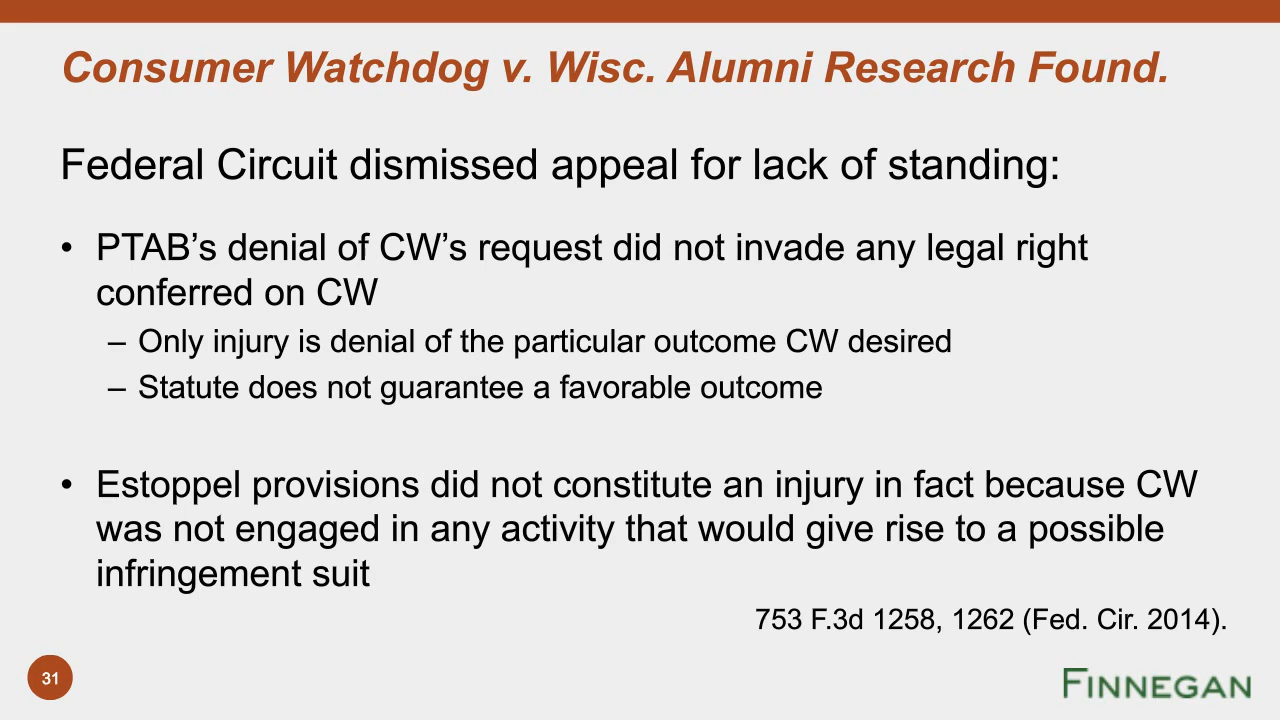 Consumer Watchdog v. Wisc. Alumni Research Found.
Federal Circuit dismissed appeal for lack of standing:
• PTAB’s denial of CW’s request did not invade any legal right
conferred on CW
– Only injury is denial of the particular outcome CW desired
– Statute does not guarantee a favorable outcome
• Estoppel provisions did not constitute an injury in fact because CW
was not engaged in any activity that would give rise to a possible
infringement suit
753 F.3d 1258, 1262 (Fed. Cir. 2014).
31
FINNEGAN